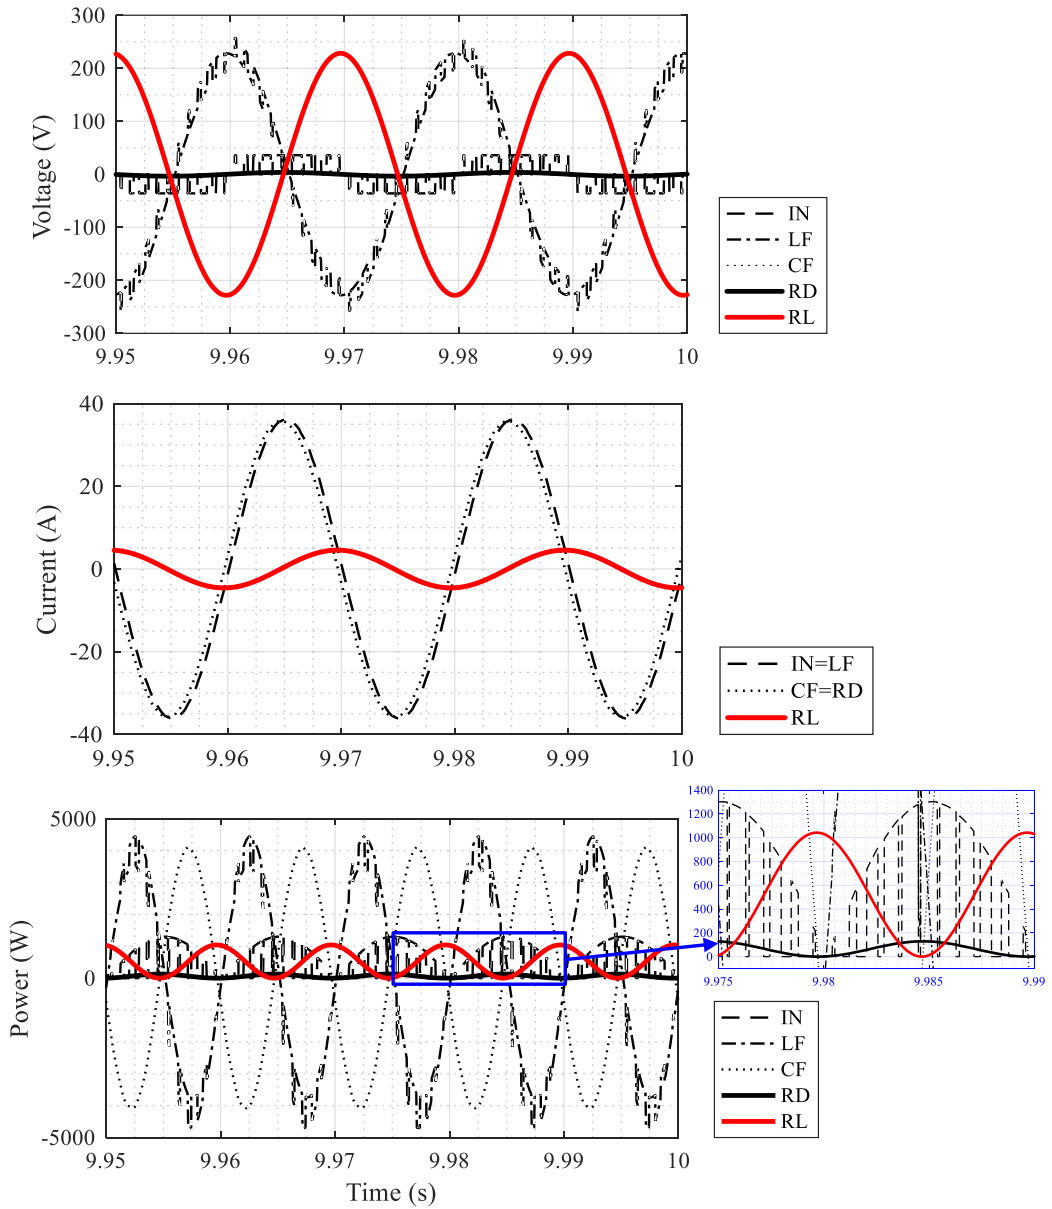 300
200
100
0
-100
-200
-300
Voltage (V)
9.95 9.96 9.97 9.98 9.99 10
IN
LF
CF
RD
RL
40
20
0
-20
-40
Current (A)
9.95 9.96 9.97 9.98 9.99 10
IN=LF
CF=RD
RL
5000
0
-5000
Power (W)
9.95 9.96 9.97 9.98 9.99 10
Time (s)
1400
1200
1000
800
600
400
200
0
9.975 9.98 9.985 9.99
IN
LF
CF
RD
RL